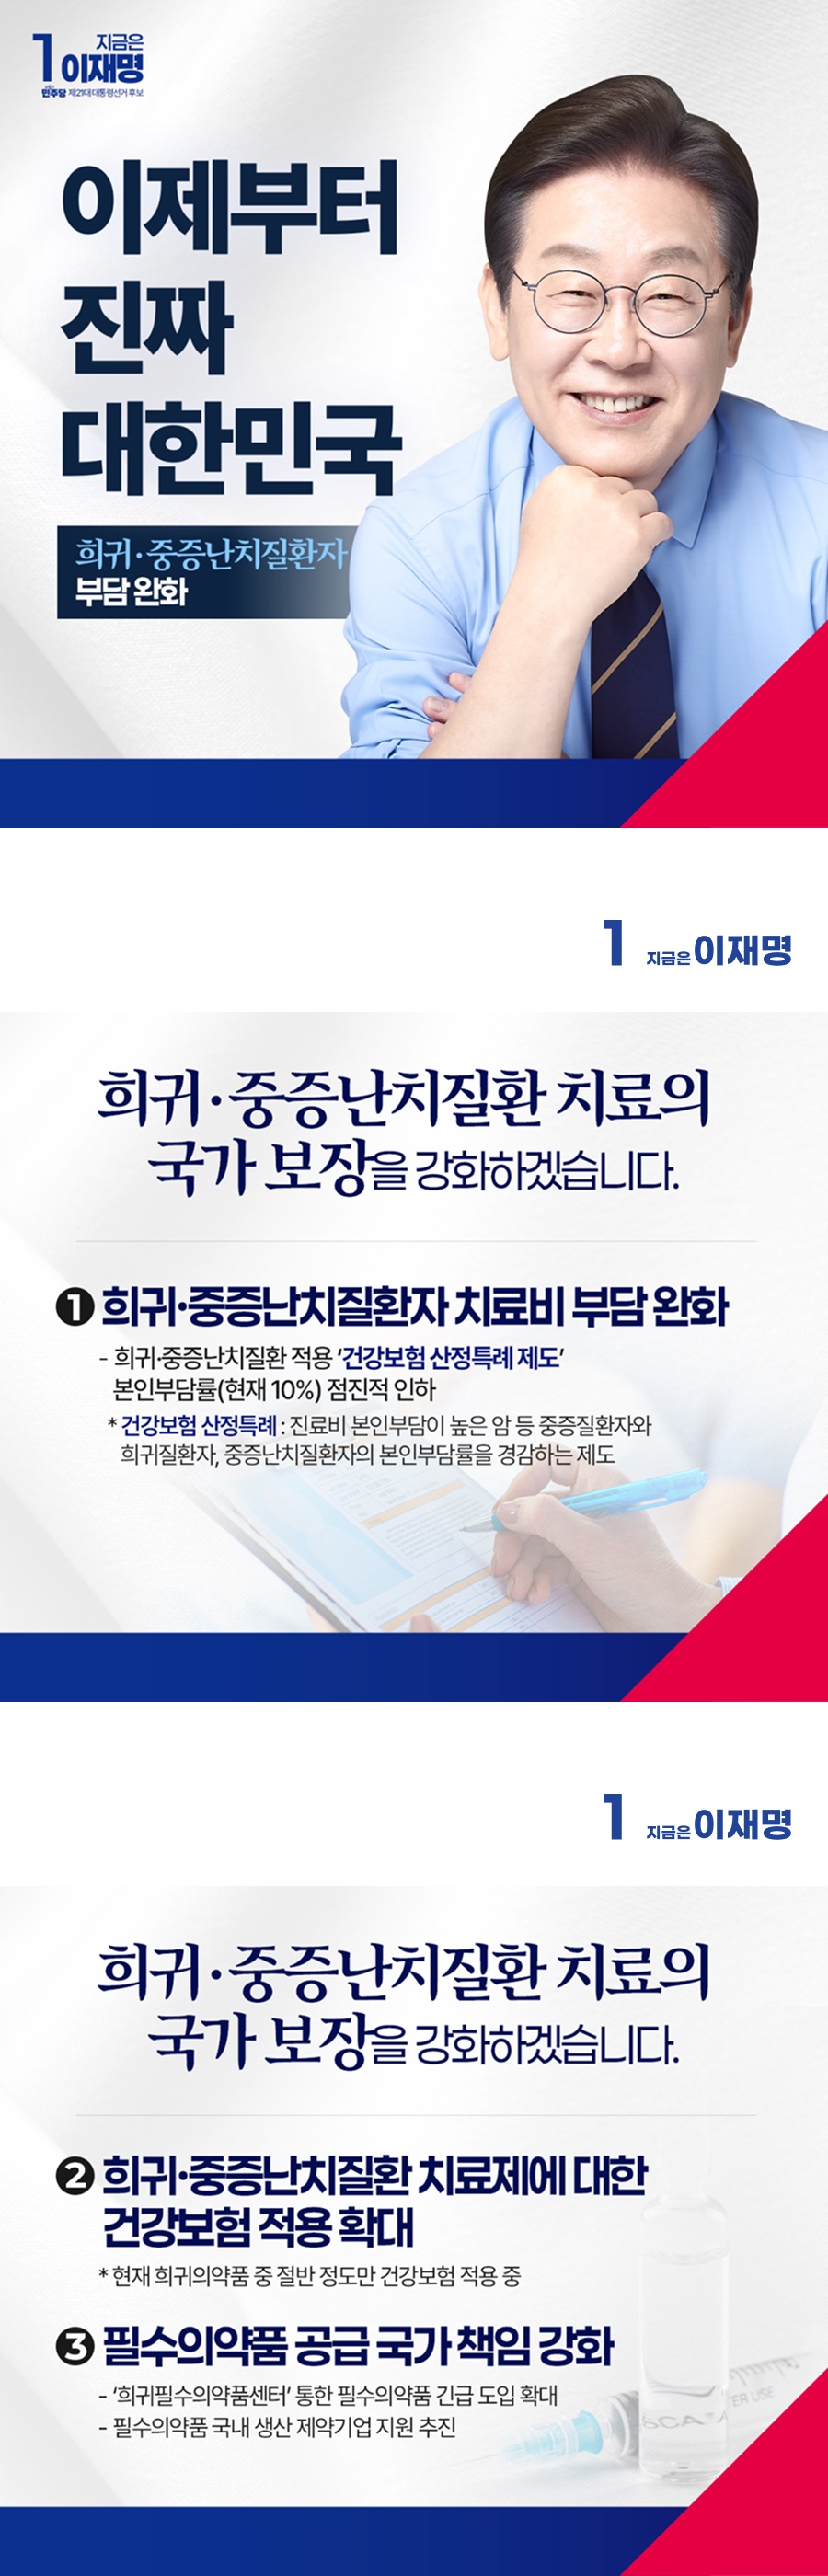 1 지금은
이재명
더불어
민주당 제21대 대통령선거 후보
이제부터
진짜
대한민국
희귀·중증난치질환자
부담 완화
1 지금은 이재명
희귀·중증난치질환 치료의
국가 보장을 강화하겠습니다.
❶ 희귀·중증난치질환자 치료비 부담 완화
- 희귀·중증난치질환 적용 ‘건강보험 산정특례 제도’
본인부담률(현재 10%) 점진적 인하
* 건강보험 산정특례 : 진료비 본인부담이 높은 암 등 중증질환자와
희귀질환자, 중증난치질환자의 본인부담률을 경감하는 제도
1 지금은 이재명
희귀·중증난치질환 치료의
국가 보장을 강화하겠습니다.
❷ 희귀·중증난치질환 치료제에 대한
건강보험 적용 확대
* 현재 희귀의약품 중 절반 정도만 건강보험 적용 중
❸ 필수의약품 공급 국가 책임 강화
- ‘희귀필수의약품센터’ 통한 필수의약품 긴급 도입 확대
- 필수의약품 국내 생산 제약기업 지원 추진